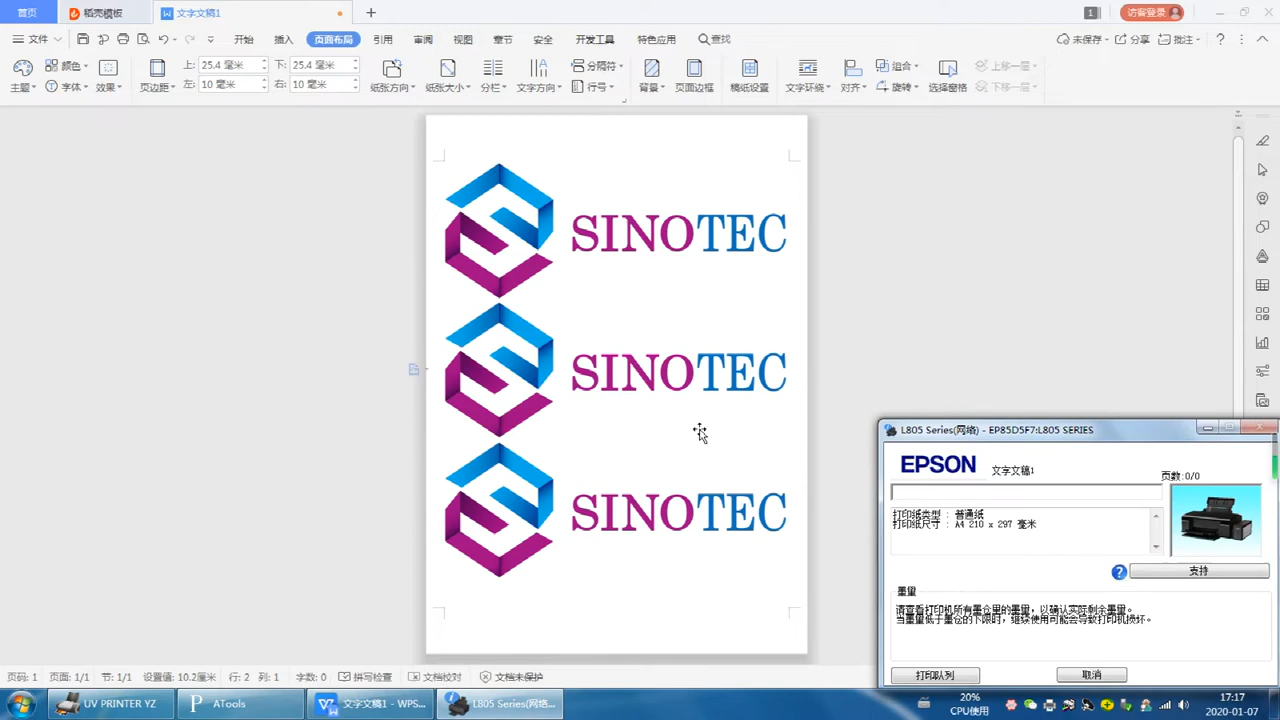 首页 稻壳模板 文字文稿1 1 访客登录
文件 开始 插入 页面布局 引用 审阅 视图 章节 安全 开发工具 特色应用 查找 未保存 分享 批注
颜色 上: 25.4 毫米 下: 25.4 毫米 分隔符 组合 上移一层
主题 字体 效果 页边距 左: 10 毫米 右: 10 毫米 纸张方向 纸张大小 分栏 文字方向 行号 背景 页面边框 稿纸设置 文字环绕 对齐 旋转 选择窗格 下移一层
SINOTEC
SINOTEC
SINOTEC
L805 Series(网络) - EP85D5F7:L805 SERIES
EPSON 文字文稿1
页数:0/0
打印纸类型 : 普通纸
打印纸尺寸 : A4 210 x 297 毫米
支持
墨量
请查看打印机所有墨仓里的墨量，以确认实际剩余墨量。
当墨量低于墨仓的下限时，继续使用可能会导致打印机损坏。
打印队列 取消
页码: 1 页面: 1/1 节: 1/1 设置值: 10.2厘米 行: 2 列: 1 字数: 0 拼写检查 文档校对 文档未保护
UV PRINTER YZ ATools 文字文稿1 - WPS... L805 Series(网络...
20%
CPU使用
17:17
2020-01-07